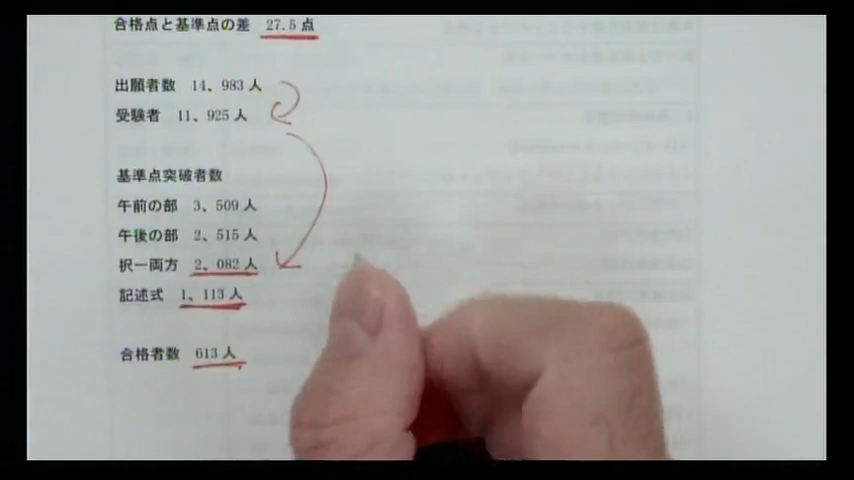 合格点と基準点の差 27.5点
出願者数 14、983人
受験者 11、925人
基準点突破者数
午前の部 3、509人
午後の部 2、515人
択一両方 2、082人
記述式 1、113人
合格者数 613人